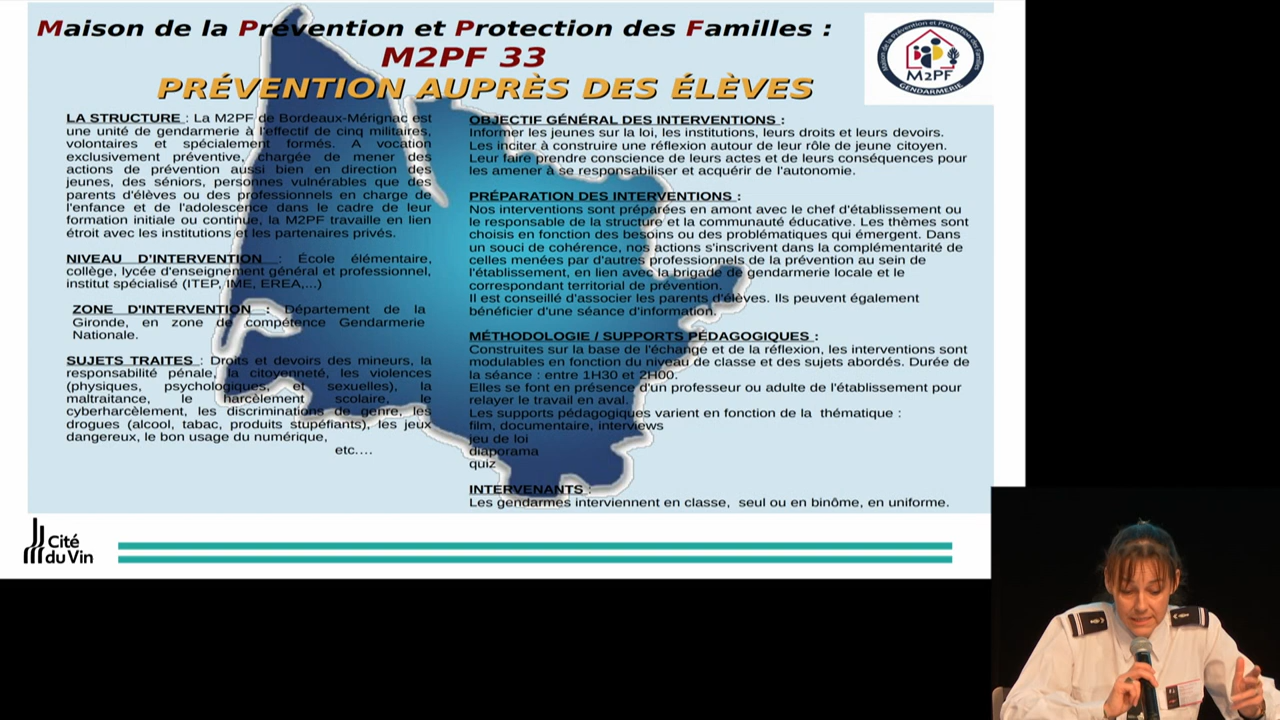 Maison de la Prévention et Protection des Familles :
M2PF 33
PRÉVENTION AUPRÈS DES ÉLÈVES
Maison de la Prévention et Protection des Familles
M2PF
GENDARMERIE
LA STRUCTURE : La M2PF de Bordeaux-Mérignac est
une unité de gendarmerie à l'effectif de cinq militaires,
volontaires et spécialement formés. A vocation
exclusivement préventive, chargée de mener des
actions de prévention aussi bien en direction des
jeunes, des séniors, personnes vulnérables que des
parents d'élèves ou des professionnels en charge de
l'enfance et de l'adolescence dans le cadre de leur
formation initiale ou continue, la M2PF travaille en lien
étroit avec les institutions et les partenaires privés.
NIVEAU D'INTERVENTION : École élémentaire,
collège, lycée d'enseignement général et professionnel,
institut spécialisé (ITEP, IME, EREA,...)
ZONE D'INTERVENTION : Département de la
Gironde, en zone de compétence Gendarmerie
Nationale.
SUJETS TRAITES : Droits et devoirs des mineurs, la
responsabilité pénale, la citoyenneté, les violences
(physiques, psychologiques, et sexuelles), la
maltraitance, le harcèlement scolaire, le
cyberharcèlement, les discriminations de genre, les
drogues (alcool, tabac, produits stupéfiants), les jeux
dangereux, le bon usage du numérique,
etc....
OBJECTIF GÉNÉRAL DES INTERVENTIONS :
Informer les jeunes sur la loi, les institutions, leurs droits et leurs devoirs.
Les inciter à construire une réflexion autour de leur rôle de jeune citoyen.
Leur faire prendre conscience de leurs actes et de leurs conséquences pour
les amener à se responsabiliser et acquérir de l'autonomie.
PRÉPARATION DES INTERVENTIONS :
Nos interventions sont préparées en amont avec le chef d'établissement ou
le responsable de la structure et la communauté éducative. Les thèmes sont
choisis en fonction des besoins ou des problématiques qui émergent. Dans
un souci de cohérence, nos actions s'inscrivent dans la complémentarité de
celles menées par d'autres professionnels de la prévention au sein de
l'établissement, en lien avec la brigade de gendarmerie locale et le
correspondant territorial de prévention.
Il est conseillé d'associer les parents d'élèves. Ils peuvent également
bénéficier d'une séance d'information.
MÉTHODOLOGIE / SUPPORTS PÉDAGOGIQUES :
Construites sur la base de l'échange et de la réflexion, les interventions sont
modulables en fonction du niveau de classe et des sujets abordés. Durée de
la séance : entre 1H30 et 2H00.
Elles se font en présence d'un professeur ou adulte de l'établissement pour
relayer le travail en aval.
Les supports pédagogiques varient en fonction de la thématique :
film, documentaire, interviews
jeu de loi
diaporama
quiz
INTERVENANTS :
Les gendarmes interviennent en classe, seul ou en binôme, en uniforme.
Cité
du Vin